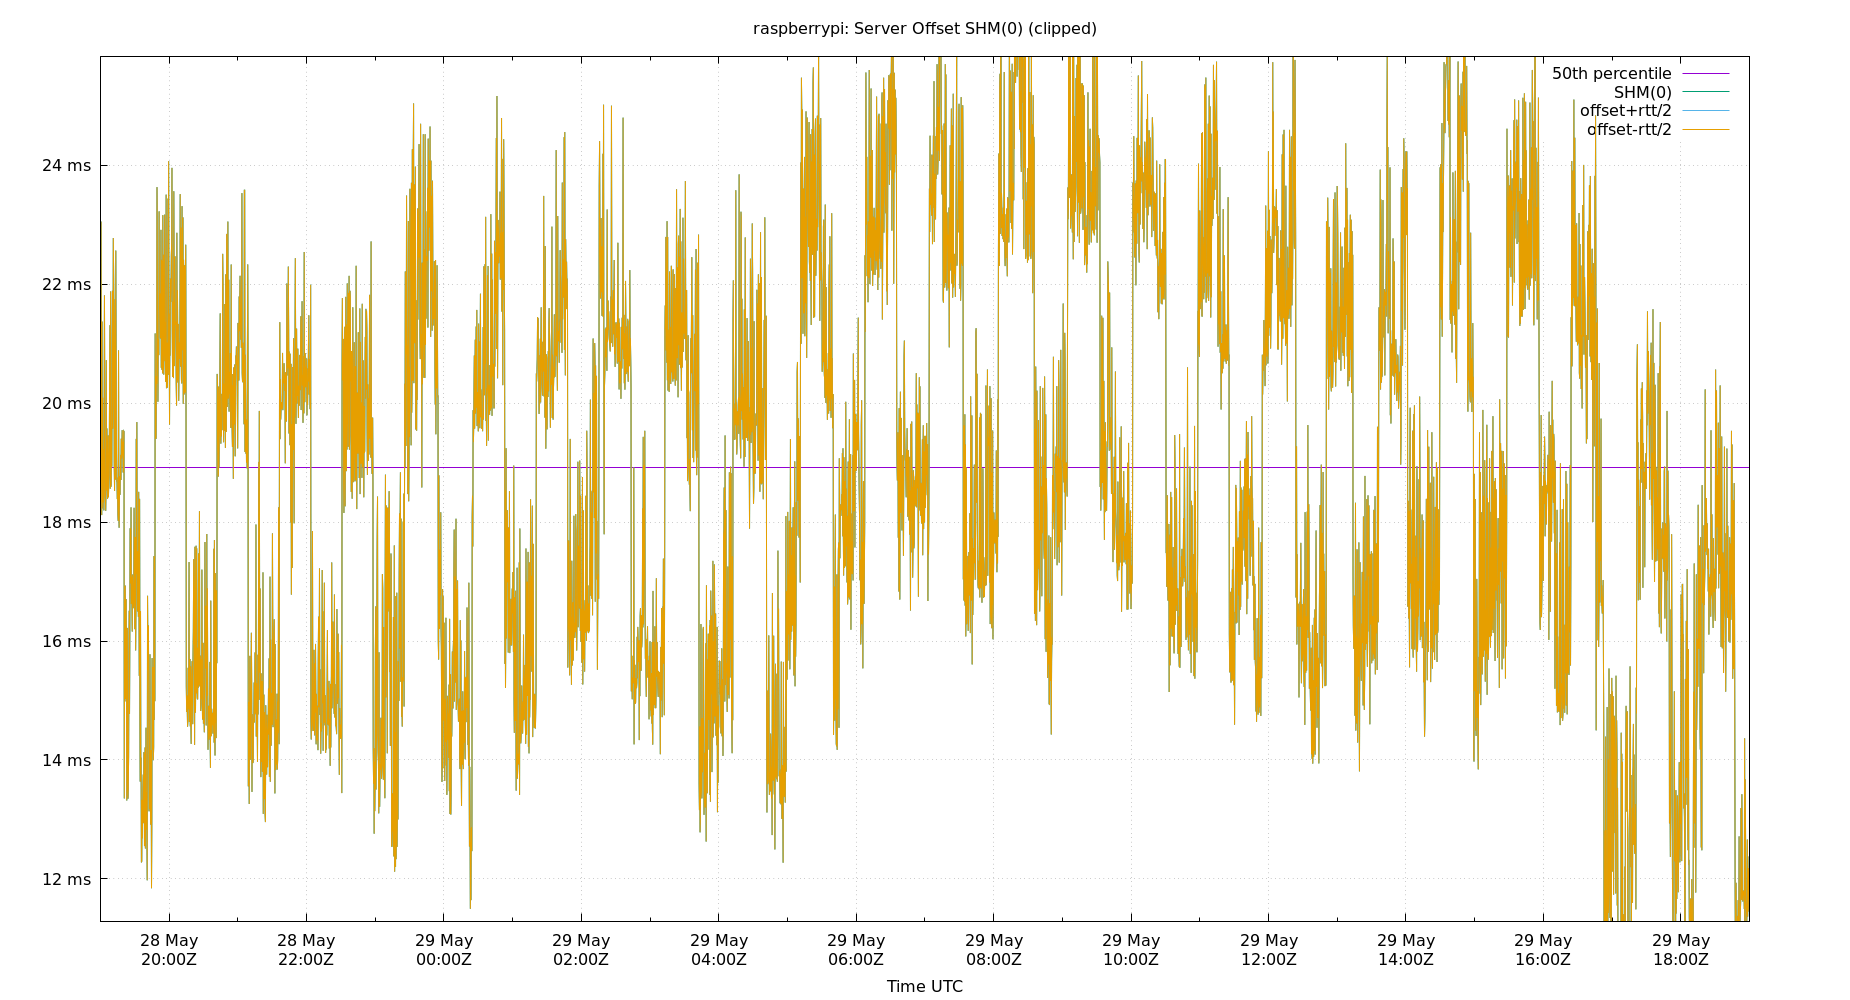 raspberrypi: Server Offset SHM(0) (clipped)
50th percentile
SHM(0)
offset+rtt/2
offset-rtt/2
24 ms
22 ms
20 ms
18 ms
16 ms
14 ms
12 ms
28 May 28 May 29 May 29 May 29 May 29 May 29 May 29 May 29 May 29 May 29 May 29 May
20:00Z 22:00Z 00:00Z 02:00Z 04:00Z 06:00Z 08:00Z 10:00Z 12:00Z 14:00Z 16:00Z 18:00Z
Time UTC